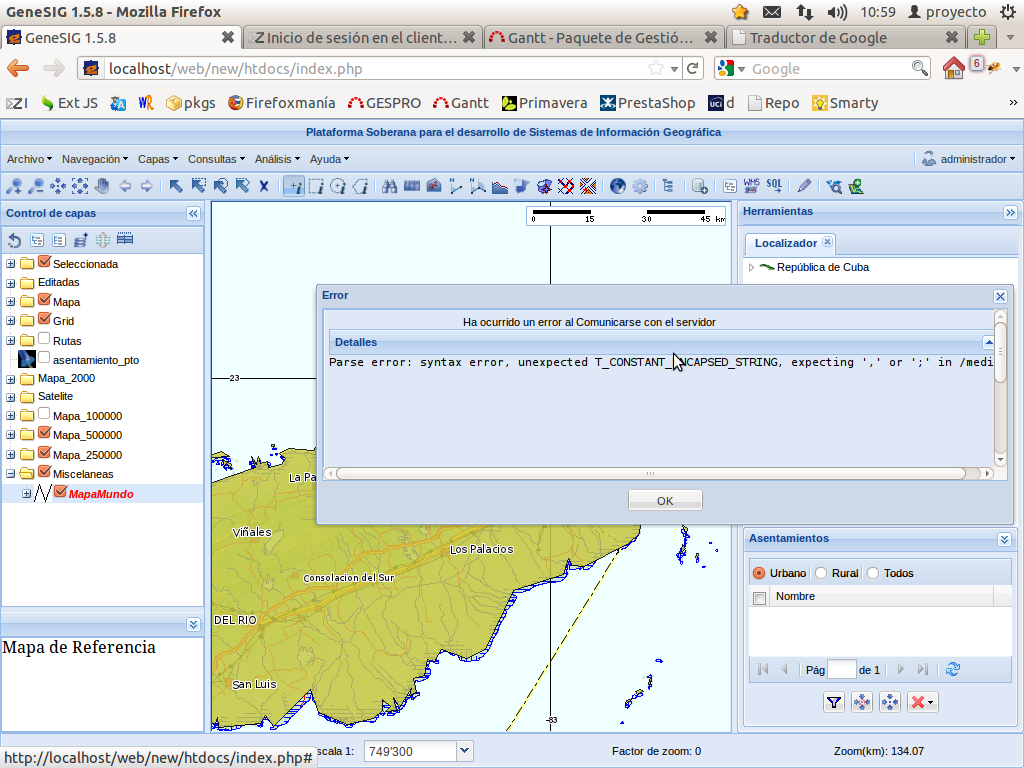 GeneSIG 1.5.8 - Mozilla Firefox
10:59
proyecto
GeneSIG 1.5.8
Inicio de sesión en el client...
Gantt - Paquete de Gestió...
Traductor de Google
localhost/web/new/htdocs/index.php
Google
6
ZI
Ext JS
pkgs
Firefoxmanía
GESPRO
Gantt
Primavera
PrestaShop
UCI d
Repo
Smarty
»
Plataforma Soberana para el desarrollo de Sistemas de Información Geográfica
Archivo
Navegación
Capas
Consultas
Análisis
Ayuda
administrador
WMS
SQL
Control de capas
Herramientas
0 15 30 45 km
Localizador
República de Cuba
Seleccionada
Editadas
Mapa
Grid
Rutas
asentamiento_pto
Mapa_2000
Satelite
Mapa_100000
Mapa_500000
Mapa_250000
Miscelaneas
MapaMundo
Error
Ha ocurrido un error al Comunicarse con el servidor
Detalles
Parse error: syntax error, unexpected T_CONSTANT_ENCAPSED_STRING, expecting ',' or ';' in /medi
OK
23
La Pa
Viñales
Los Palacios
Consolacion del Sur
DEL RIO
San Luis
-83
Asentamientos
Urbano
Rural
Todos
Nombre
Pág
de 1
Mapa de Referencia
http://localhost/web/new/htdocs/index.php#
scala 1:
749'300
Factor de zoom: 0
Zoom(km): 134.07